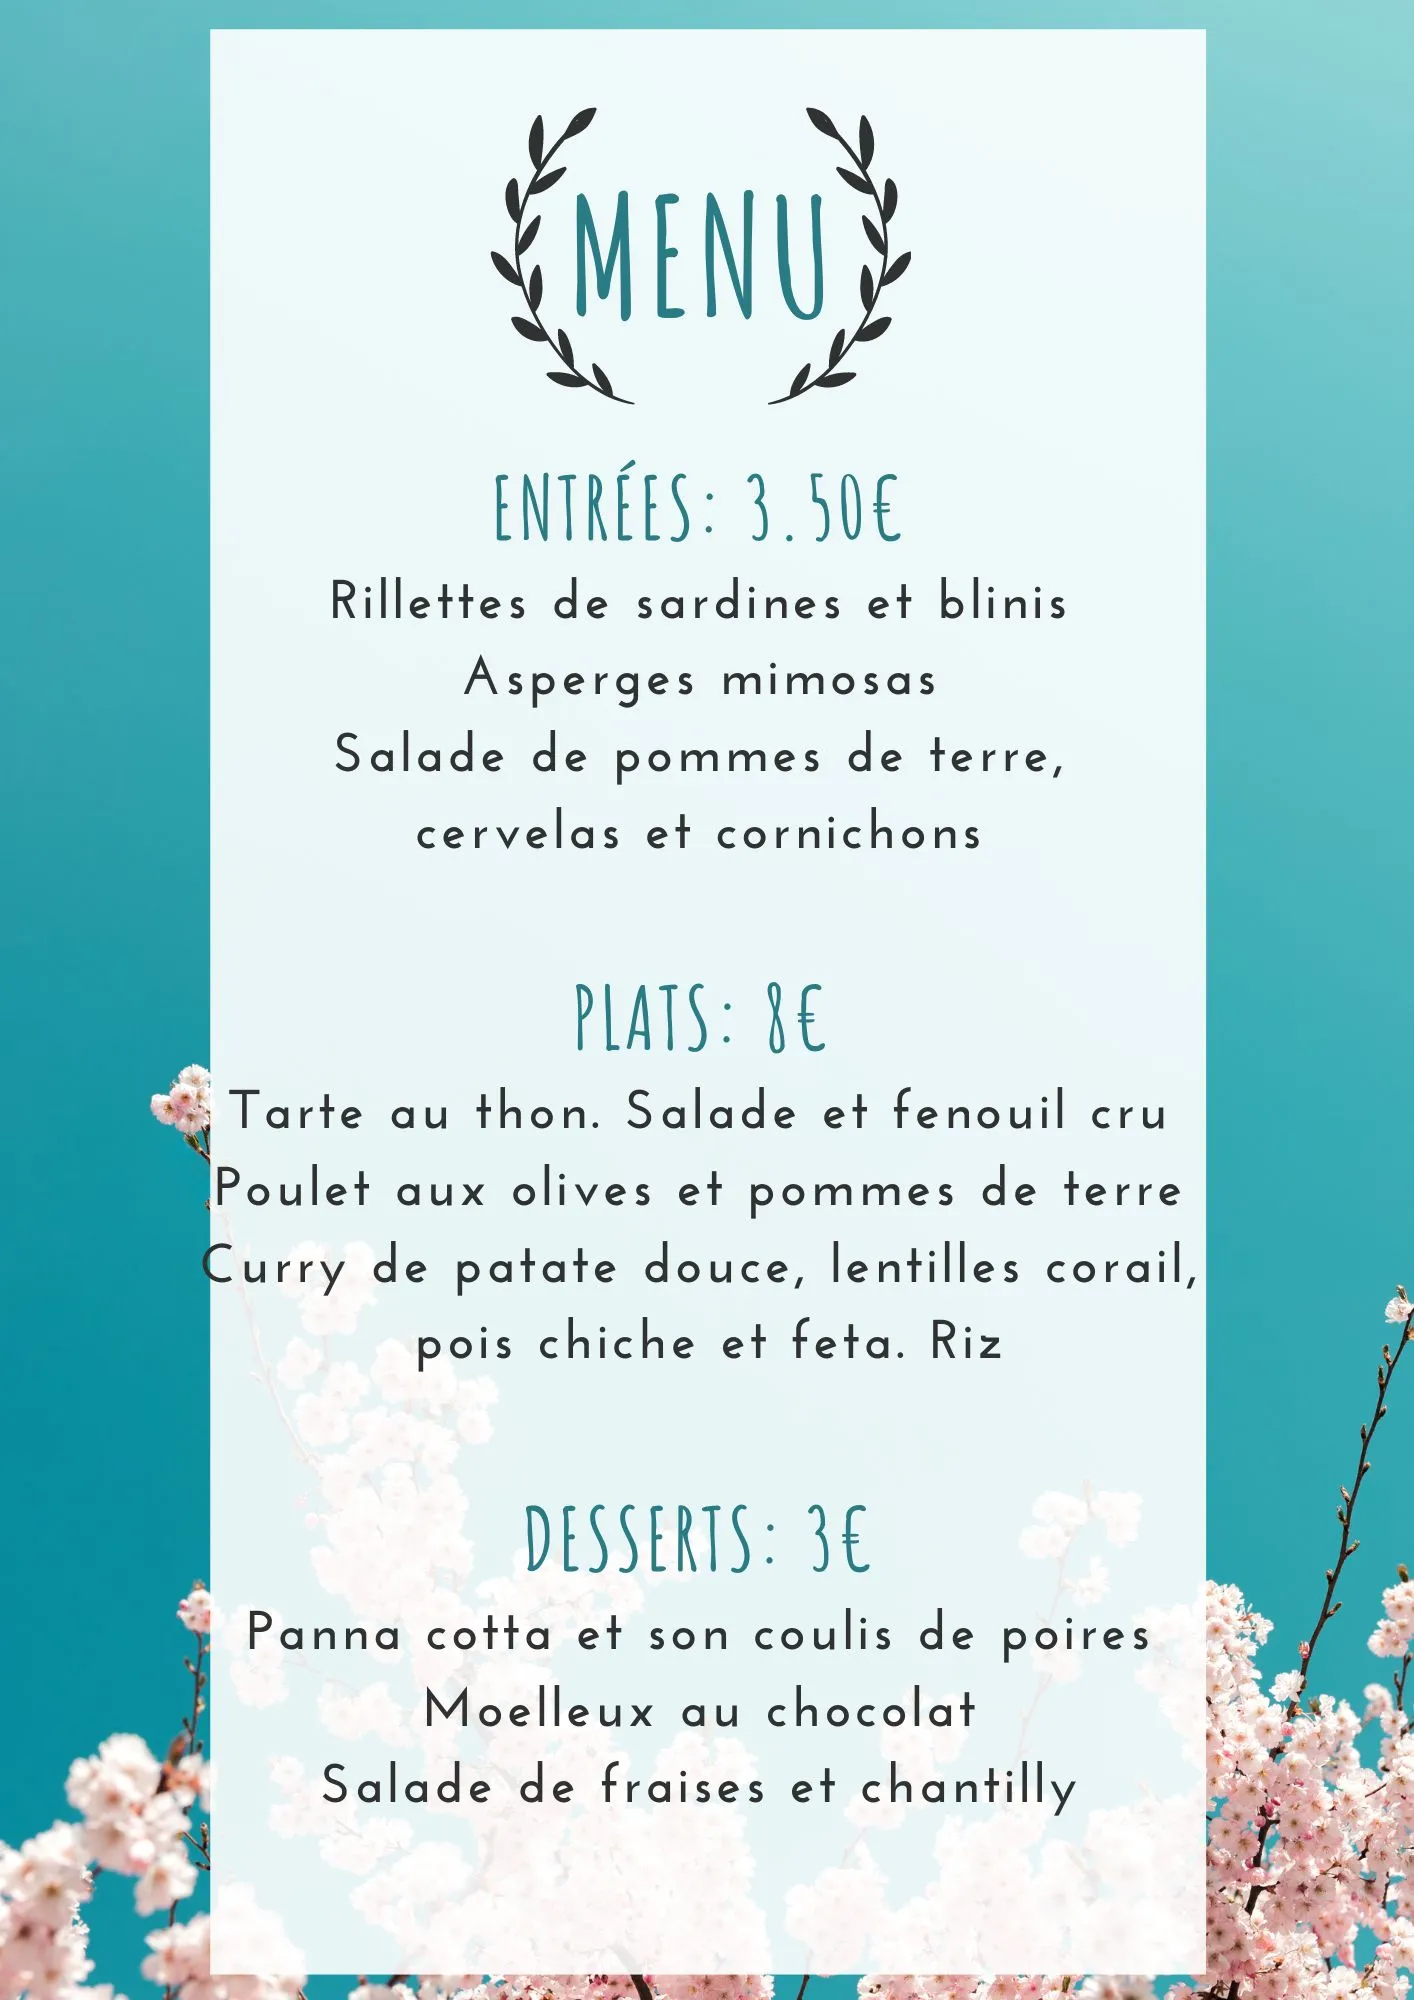 MENU
ENTRÉES: 3.50€
Rillettes de sardines et blinis
Asperges mimosas
Salade de pommes de terre,
cervelas et cornichons
PLATS: 8€
Tarte au thon. Salade et fenouil cru
Poulet aux olives et pommes de terre
Curry de patate douce, lentilles corail,
pois chiche et feta. Riz
DESSERTS: 3€
Panna cotta et son coulis de poires
Moelleux au chocolat
Salade de fraises et chantilly